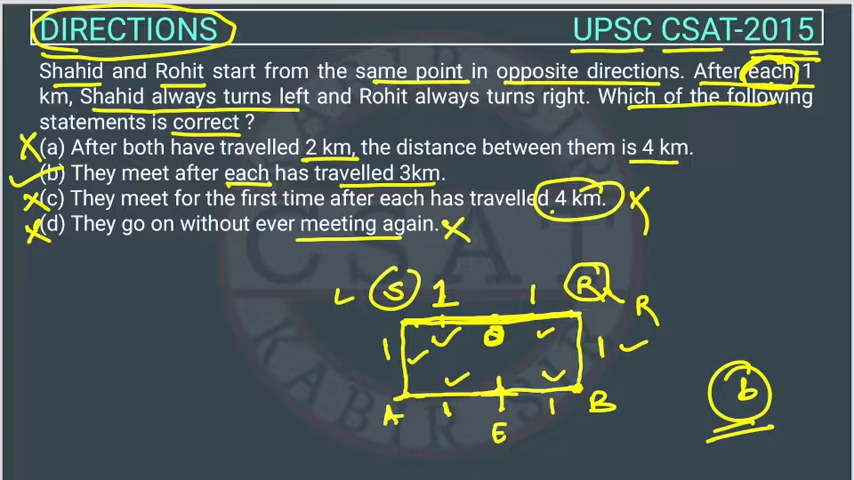 DIRECTIONS UPSC CSAT-2015
Shahid and Rohit start from the same point in opposite directions. After each 1
km, Shahid always turns left and Rohit always turns right. Which of the following
statements is correct ?
(a) After both have travelled 2 km, the distance between them is 4 km.
(b) They meet after each has travelled 3km.
(c) They meet for the first time after each has travelled 4 km.
(d) They go on without ever meeting again.
L S 1 1 R R
1 1
A 1 E 1 B
b
CSAT
KABIR